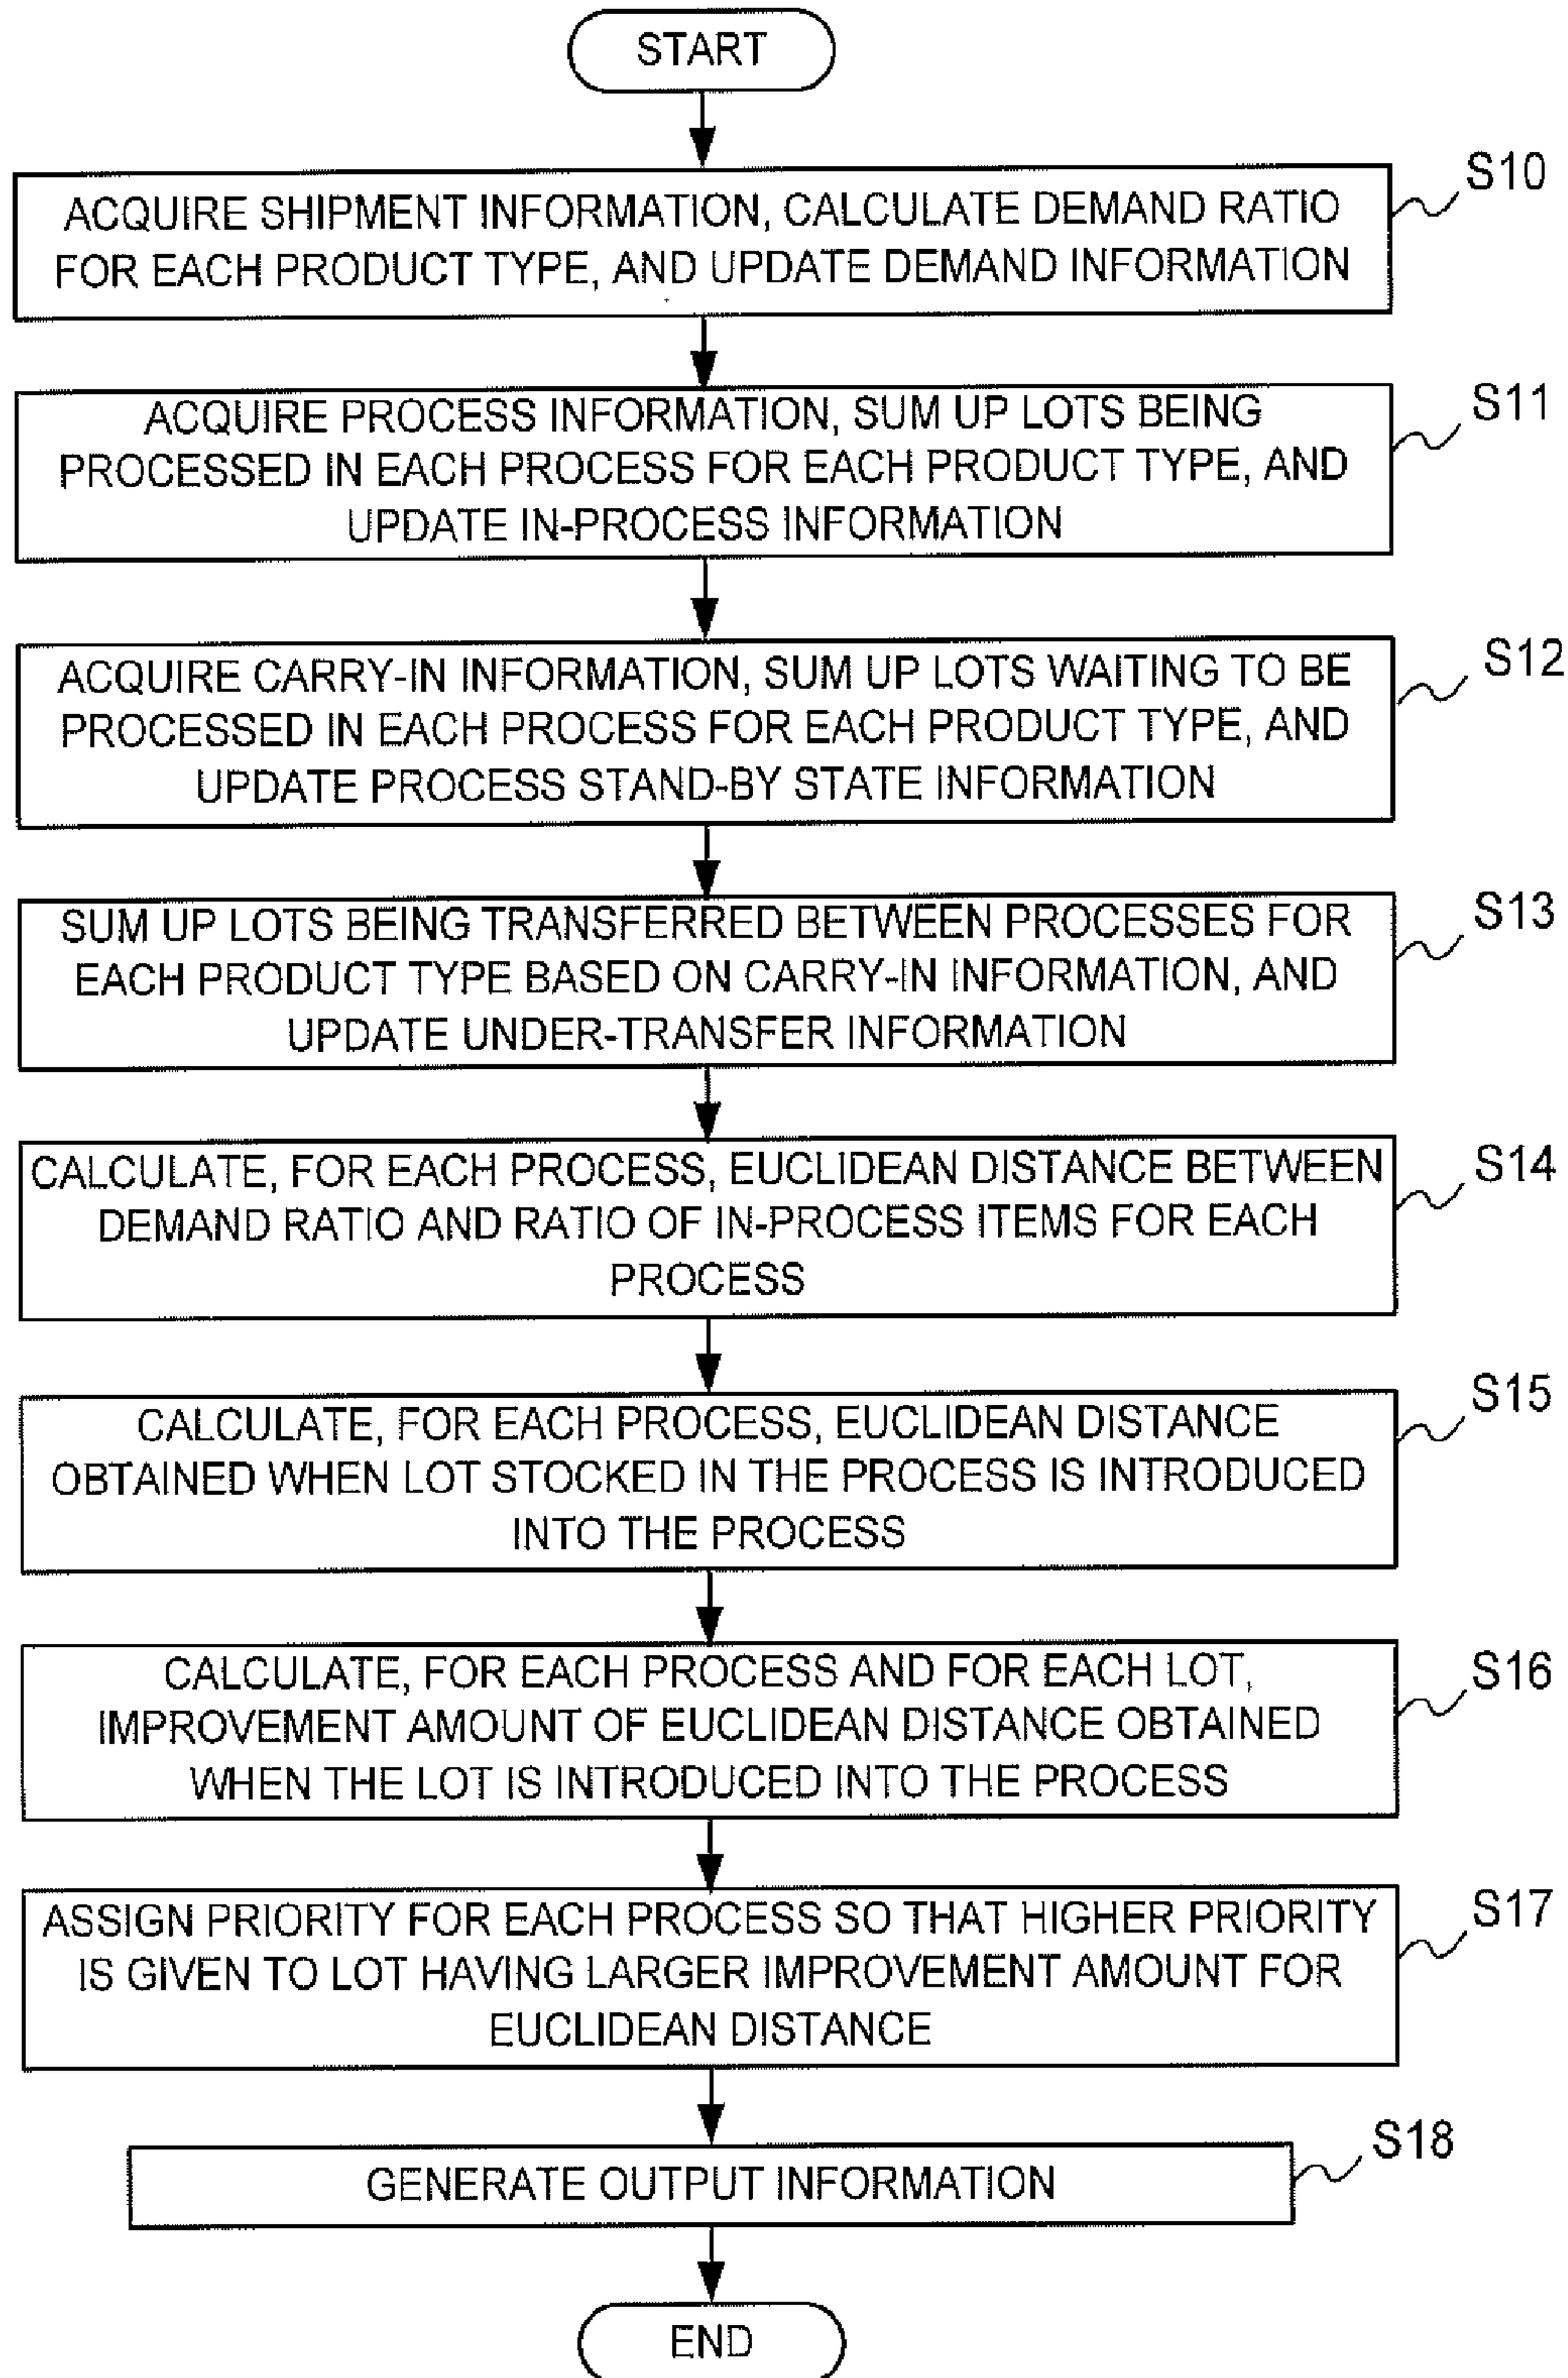 START
S10
ACQUIRE SHIPMENT INFORMATION, CALCULATE DEMAND RATIO
FOR EACH PRODUCT TYPE, AND UPDATE DEMAND INFORMATION
S11
ACQUIRE PROCESS INFORMATION, SUM UP LOTS BEING
PROCESSED IN EACH PROCESS FOR EACH PRODUCT TYPE, AND
UPDATE IN-PROCESS INFORMATION
S12
ACQUIRE CARRY-IN INFORMATION, SUM UP LOTS WAITING TO BE
PROCESSED IN EACH PROCESS FOR EACH PRODUCT TYPE, AND
UPDATE PROCESS STAND-BY STATE INFORMATION
S13
SUM UP LOTS BEING TRANSFERRED BETWEEN PROCESSES FOR
EACH PRODUCT TYPE BASED ON CARRY-IN INFORMATION, AND
UPDATE UNDER-TRANSFER INFORMATION
S14
CALCULATE, FOR EACH PROCESS, EUCLIDEAN DISTANCE BETWEEN
DEMAND RATIO AND RATIO OF IN-PROCESS ITEMS FOR EACH
PROCESS
S15
CALCULATE, FOR EACH PROCESS, EUCLIDEAN DISTANCE
OBTAINED WHEN LOT STOCKED IN THE PROCESS IS INTRODUCED
INTO THE PROCESS
S16
CALCULATE, FOR EACH PROCESS AND FOR EACH LOT,
IMPROVEMENT AMOUNT OF EUCLIDEAN DISTANCE OBTAINED
WHEN THE LOT IS INTRODUCED INTO THE PROCESS
S17
ASSIGN PRIORITY FOR EACH PROCESS SO THAT HIGHER PRIORITY
IS GIVEN TO LOT HAVING LARGER IMPROVEMENT AMOUNT FOR
EUCLIDEAN DISTANCE
S18
GENERATE OUTPUT INFORMATION
END